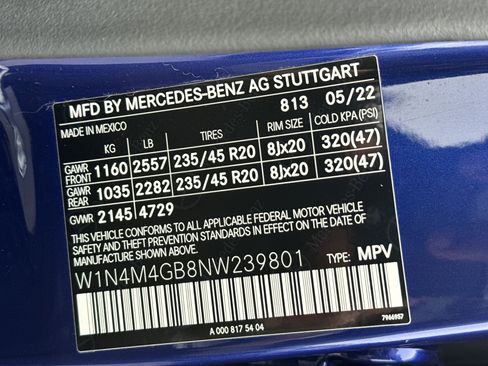 MFD BY MERCEDES-BENZ AG STUTTGART
MADE IN MEXICO 813 05/22
KG LB TIRES RIM SIZE COLD KPA (PSI)
GAWR FRONT 1160 2557 235/45 R20 8Jx20 320(47)
GAWR REAR 1035 2282 235/45 R20 8Jx20 320(47)
GVWR 2145 4729
THIS VEHICLE CONFORMS TO ALL APPLICABLE FEDERAL MOTOR VEHICLE
SAFETY STANDARDS IN EFFECT ON THE DATE OF MANUFACTURE SHOWN ABOVE.
W1N4M4GB8NW239801 TYPE: MPV
A 000 817 54 04
7966957